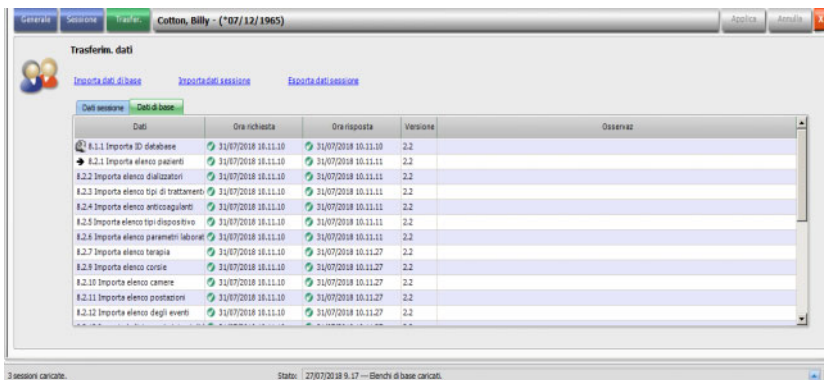 Generale Sessione Trasfer. Cotton, Billy - (*07/12/1965) Applica Annulla X
Trasferim. dati
Importa dati di base Importa dati sessione Esporta dati sessione
Dati sessione Dati di base
Dati Ora richiesta Ora risposta Versione Osservaz
8.1.1 Importa ID database 31/07/2018 10.11.10 31/07/2018 10.11.10 2.2
8.2.1 Importa elenco pazienti 31/07/2018 10.11.10 31/07/2018 10.11.11 2.2
8.2.2 Importa elenco dializzatori 31/07/2018 10.11.10 31/07/2018 10.11.11 2.2
8.2.3 Importa elenco tipi di trattament 31/07/2018 10.11.10 31/07/2018 10.11.11 2.2
8.2.4 Importa elenco anticoagulanti 31/07/2018 10.11.10 31/07/2018 10.11.11 2.2
8.2.5 Importa elenco tipi dispositivo 31/07/2018 10.11.10 31/07/2018 10.11.11 2.2
8.2.6 Importa elenco parametri laborat 31/07/2018 10.11.10 31/07/2018 10.11.11 2.2
8.2.7 Importa elenco terapia 31/07/2018 10.11.10 31/07/2018 10.11.27 2.2
8.2.9 Importa elenco corsie 31/07/2018 10.11.10 31/07/2018 10.11.27 2.2
8.2.10 Importa elenco camere 31/07/2018 10.11.10 31/07/2018 10.11.27 2.2
8.2.11 Importa elenco postazioni 31/07/2018 10.11.10 31/07/2018 10.11.27 2.2
8.2.12 Importa elenco degli eventi 31/07/2018 10.11.10 31/07/2018 10.11.27 2.2
3 sessioni caricate. Stato: 27/07/2018 9.17 --- Elenchi di base caricati.